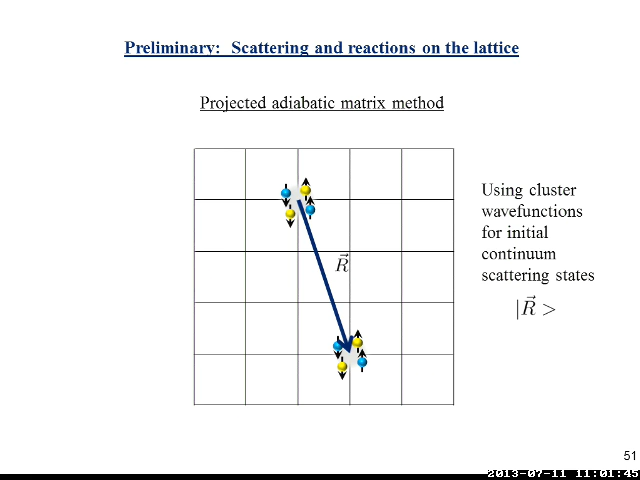 Preliminary: Scattering and reactions on the lattice
Projected adiabatic matrix method
Using cluster
wavefunctions
for initial
continuum
scattering states
$\vec{R}$
$|\vec{R} >$
51
2013-07-11 11:01:45